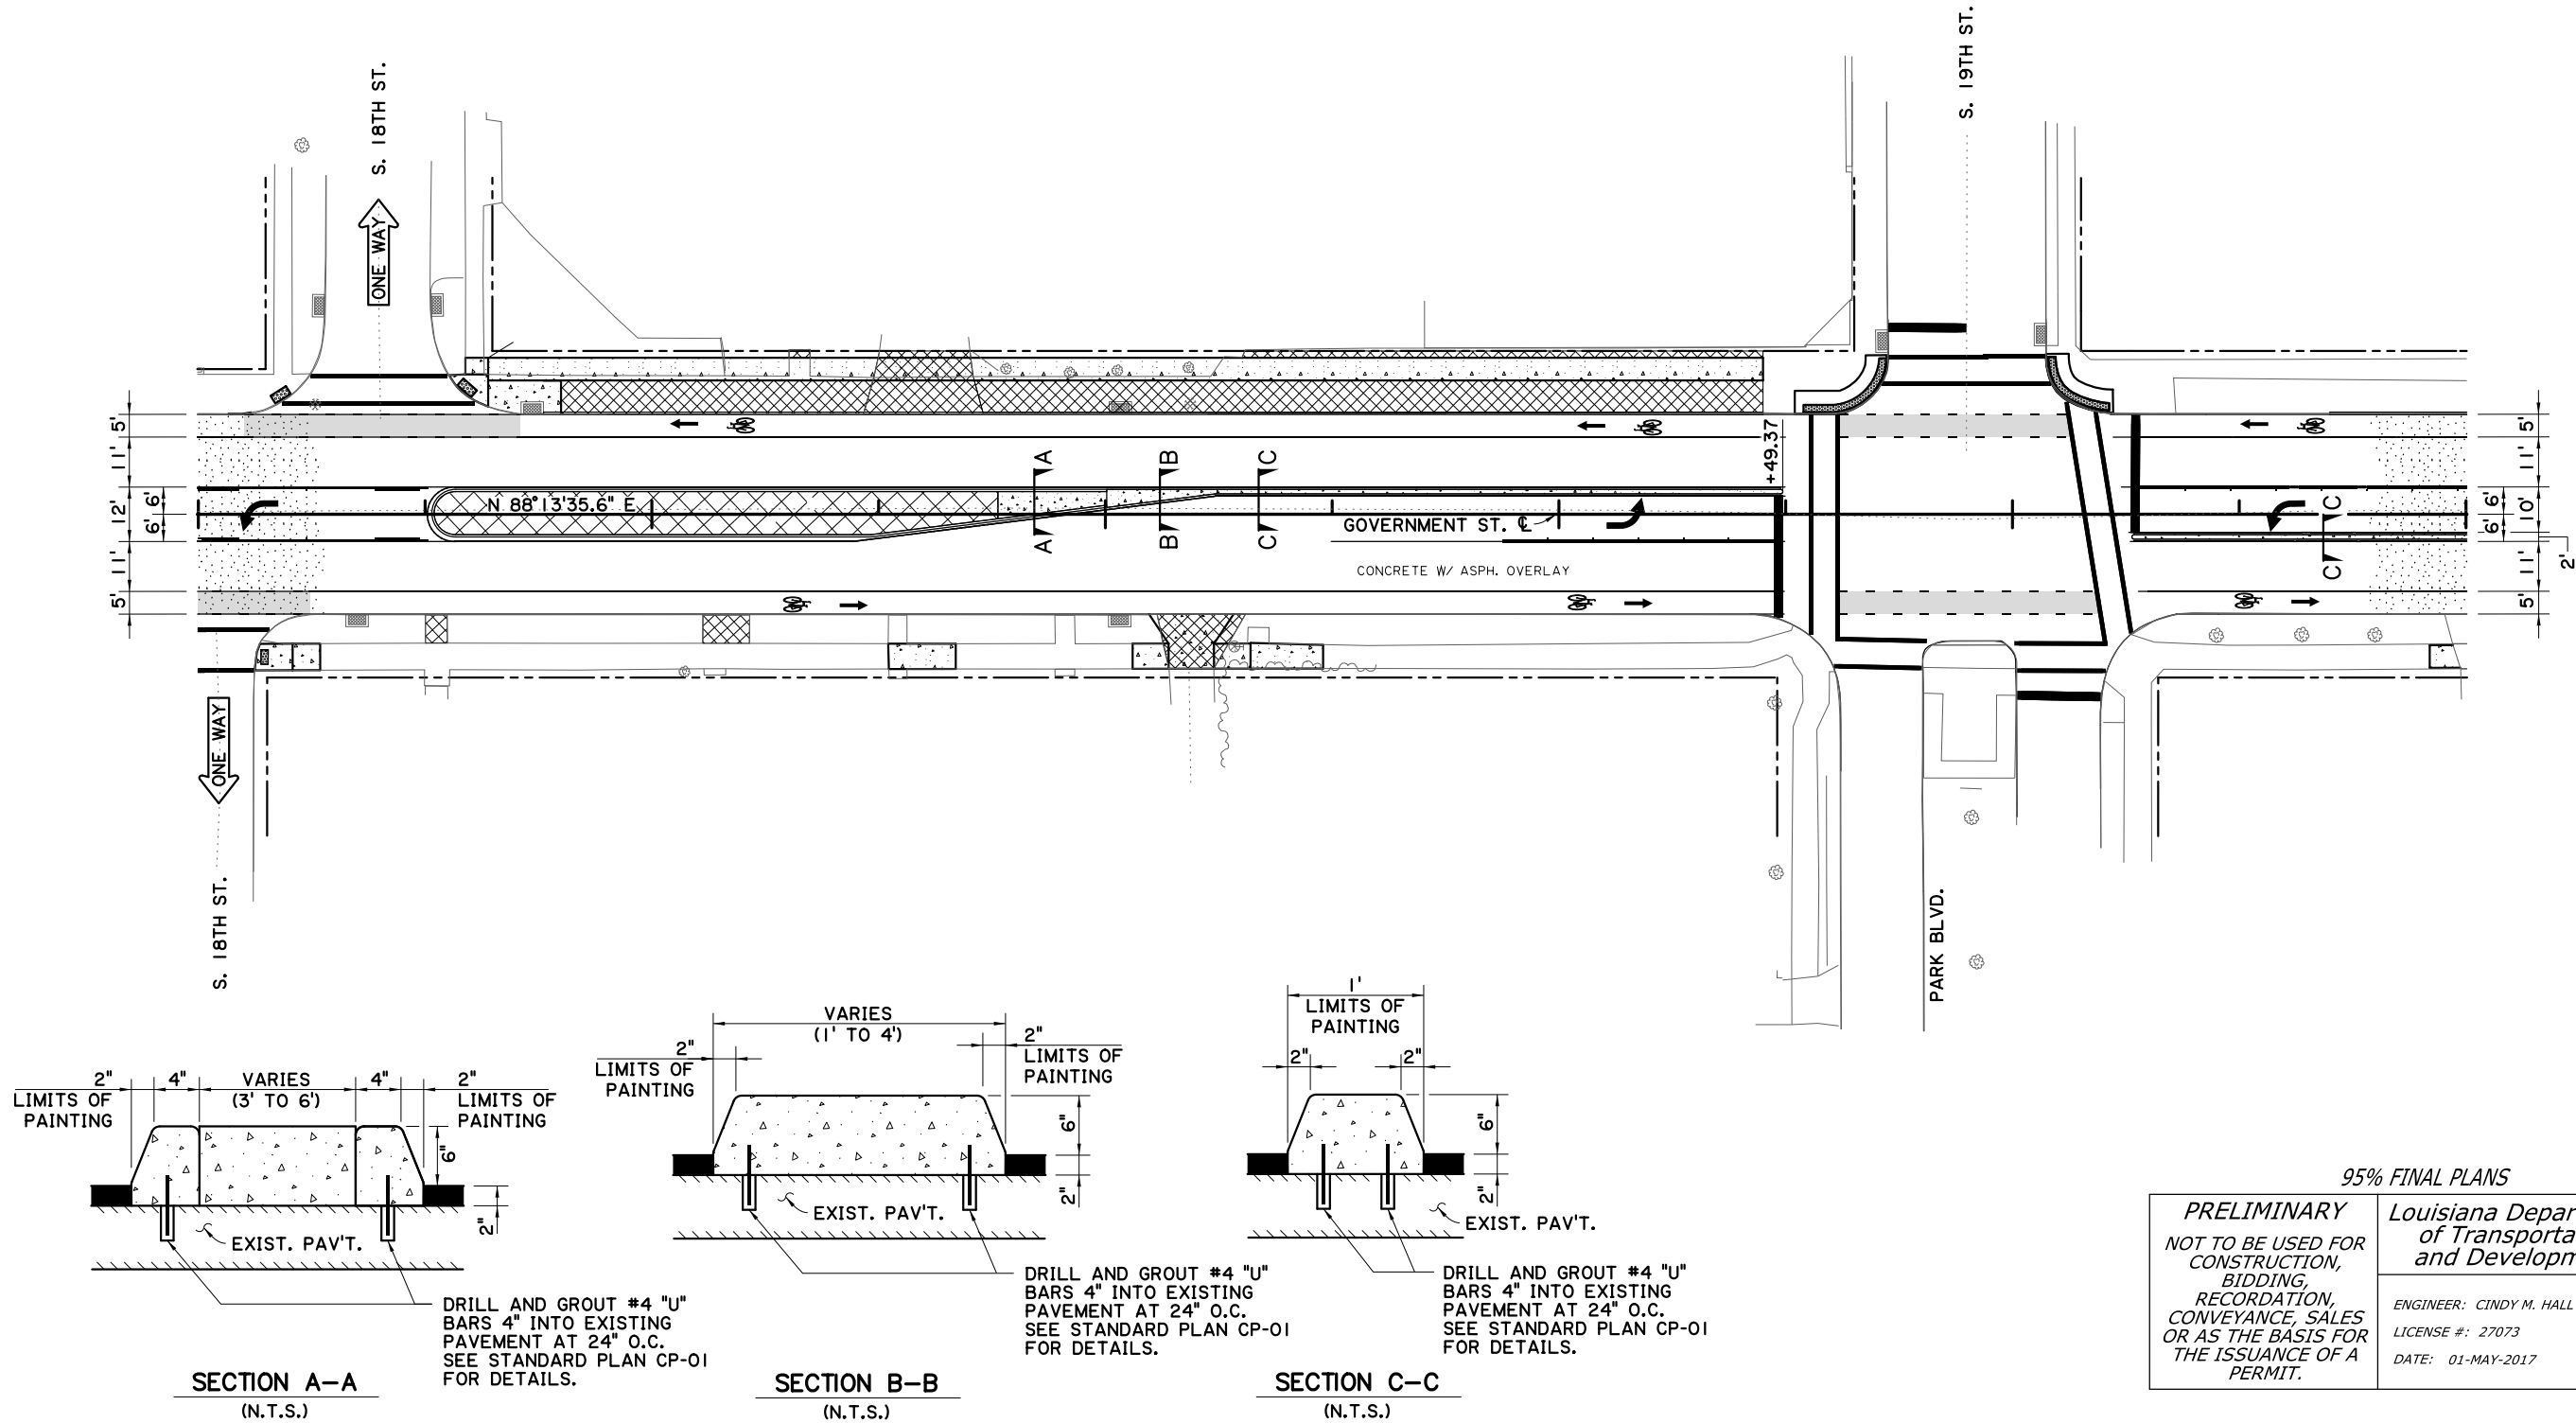 S. 18TH ST.
S. 19TH ST.
ONE WAY
5'
11'
12'
6'
6'
11'
5'
N 88°13'35.6" E
A
A
B
B
C
C
+49.37
GOVERNMENT ST. ℄
CONCRETE W/ ASPH. OVERLAY
C
C
5'
11'
6'
10'
6'
2'
11'
5'
ONE WAY
S. 18TH ST.
PARK BLVD.
2"
LIMITS OF
PAINTING
4"
VARIES
(3' TO 6')
4"
2"
LIMITS OF
PAINTING
6"
2"
EXIST. PAV'T.
DRILL AND GROUT #4 "U"
BARS 4" INTO EXISTING
PAVEMENT AT 24" O.C.
SEE STANDARD PLAN CP-01
FOR DETAILS.
SECTION A-A
(N.T.S.)
VARIES
(1' TO 4')
2"
LIMITS OF
PAINTING
2"
LIMITS OF
PAINTING
6"
2"
EXIST. PAV'T.
DRILL AND GROUT #4 "U"
BARS 4" INTO EXISTING
PAVEMENT AT 24" O.C.
SEE STANDARD PLAN CP-01
FOR DETAILS.
SECTION B-B
(N.T.S.)
1'
LIMITS OF
PAINTING
2"
2"
6"
2"
EXIST. PAV'T.
DRILL AND GROUT #4 "U"
BARS 4" INTO EXISTING
PAVEMENT AT 24" O.C.
SEE STANDARD PLAN CP-01
FOR DETAILS.
SECTION C-C
(N.T.S.)
95% FINAL PLANS
PRELIMINARY
NOT TO BE USED FOR
CONSTRUCTION,
BIDDING,
RECORDATION,
CONVEYANCE, SALES
OR AS THE BASIS FOR
THE ISSUANCE OF A
PERMIT.
Louisiana Depar
of Transporta
and Developm
ENGINEER: CINDY M. HALL
LICENSE #: 27073
DATE: 01-MAY-2017